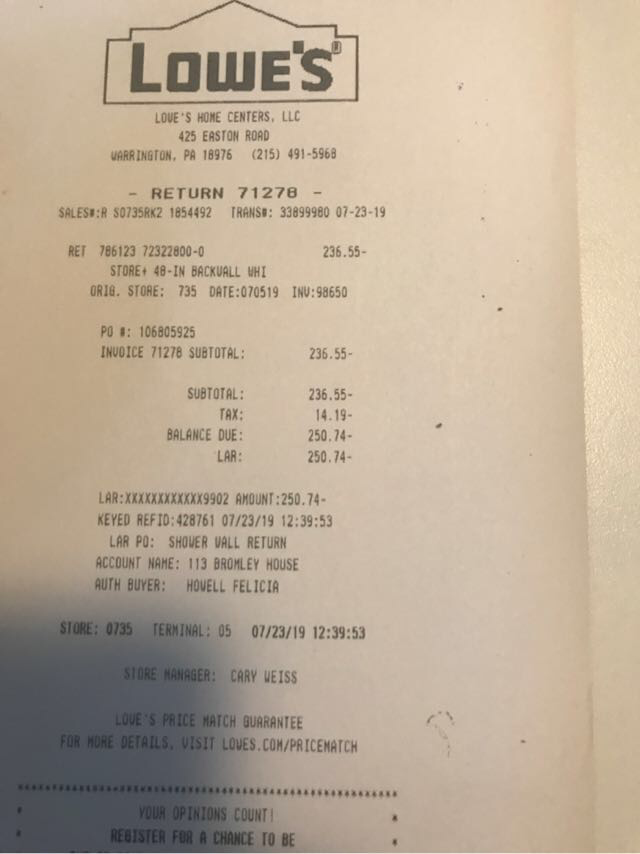 LOWE'S®
LOWE'S HOME CENTERS, LLC
425 EASTON ROAD
WARRINGTON, PA 18976 (215) 491-5968
- RETURN 71278 -
SALES#:R S0735RK2 1854492 TRANS#: 33899980 07-23-19
RET 786123 72322800-0 236.55-
STORE+ 48-IN BACKWALL WHI
ORIG. STORE: 735 DATE:070519 INV:98650
PO #: 106805925
INVOICE 71278 SUBTOTAL: 236.55-
SUBTOTAL: 236.55-
TAX: 14.19-
BALANCE DUE: 250.74-
LAR: 250.74-
LAR:XXXXXXXXXXXX9902 AMOUNT:250.74-
KEYED REFID:428761 07/23/19 12:39:53
LAR PO: SHOWER WALL RETURN
ACCOUNT NAME: 113 BROMLEY HOUSE
AUTH BUYER: HOWELL FELICIA
STORE: 0735 TERMINAL: 05 07/23/19 12:39:53
STORE MANAGER: CARY WEISS
LOWE'S PRICE MATCH GUARANTEE
FOR MORE DETAILS, VISIT LOWES.COM/PRICEMATCH
* YOUR OPINIONS COUNT! *
* REGISTER FOR A CHANCE TO BE *